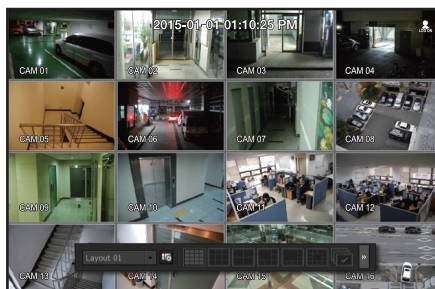 2015-01-01 01:10:25 PM
LOG ON
CAM 01
CAM 02
CAM 03
CAM 04
CAM 05
CAM 06
CAM 07
CAM 08
CAM 09
CAM 10
CAM 11
CAM 12
Layout 01
CAM 13
CAM 14
CAM 15
CAM 16